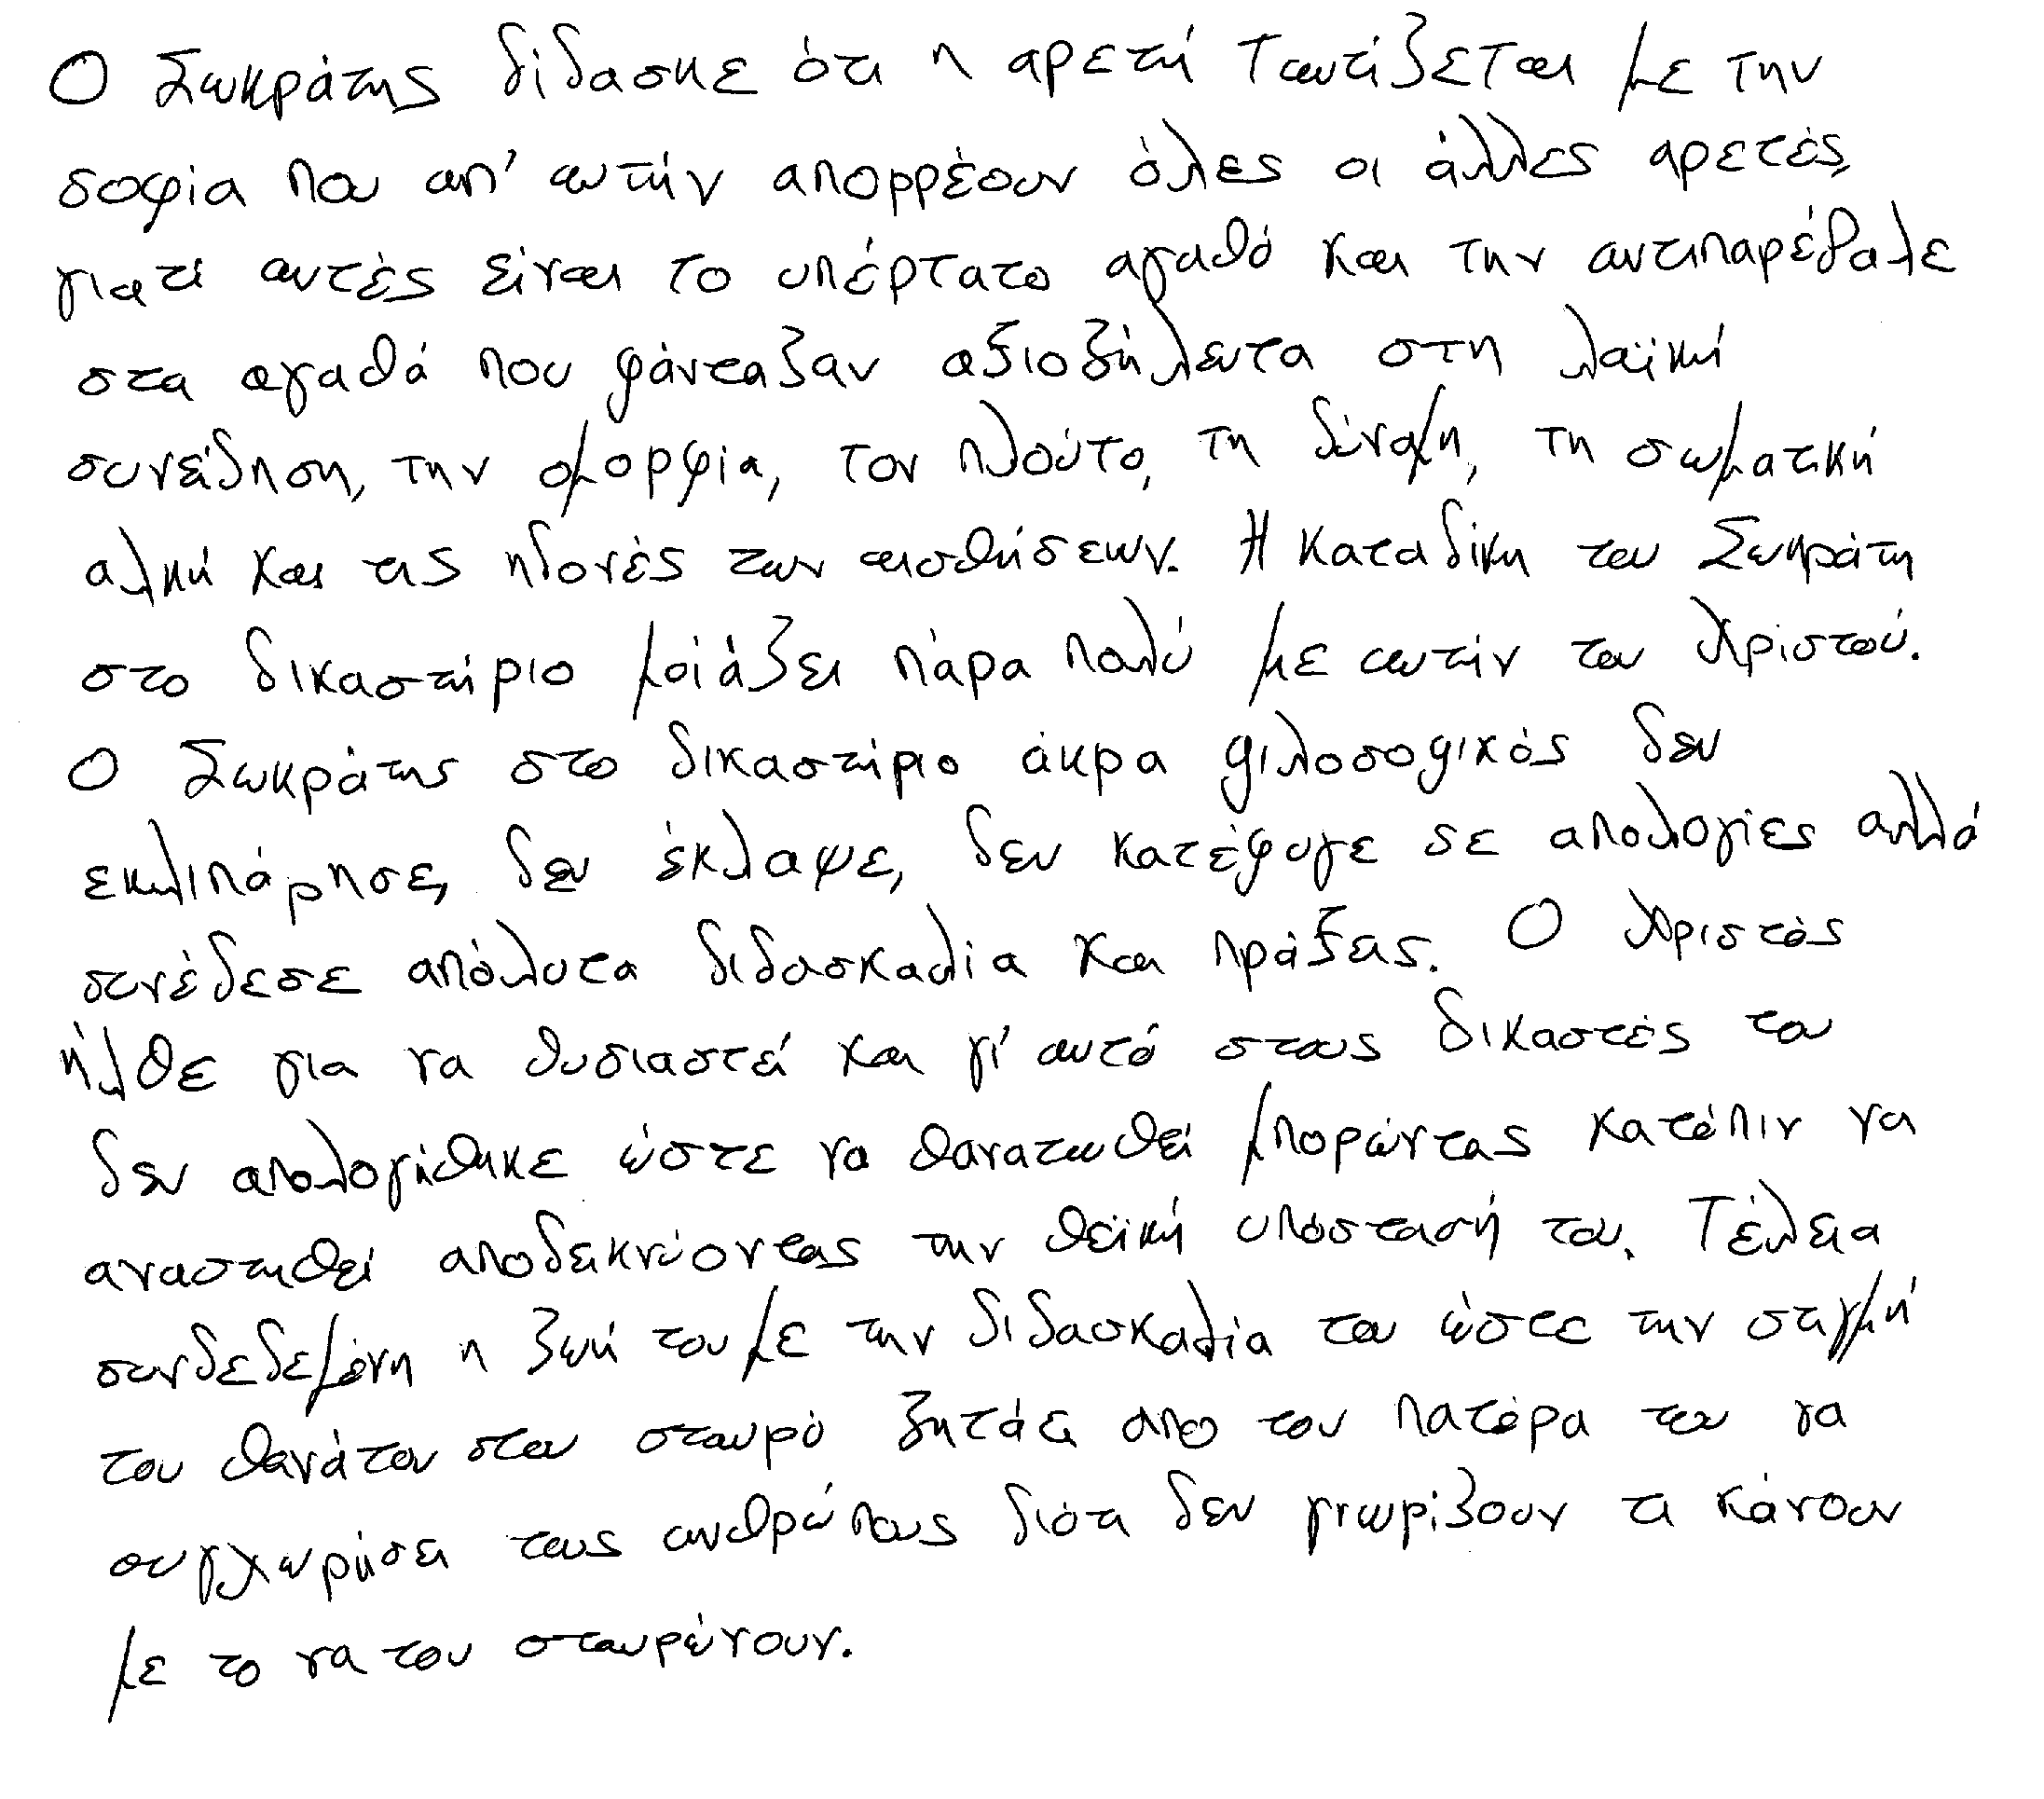 Ο Σωκράτης δίδασκε ότι η αρετή ταυτίζεται με την
σοφία που απ' αυτήν απορρέουν όλες οι άλλες αρετές,
γιατί αυτές είναι το υπέρτατο αγαθό και την αντιπαρέβαλε
στα αγαθά που φάνταζαν αξιοζήλευτα στη λαϊκή
συνείδηση, την ομορφία, τον πλούτο, τη δύναμη, τη σωματική
αλκή και τις ηδονές των αισθήσεων. Η καταδίκη του Σωκράτη
στο δικαστήριο μοιάζει πάρα πολύ με αυτήν του Χριστού.
Ο Σωκράτης στο δικαστήριο άκρα φιλοσοφικός δεν
εκλιπάρησε, δεν έκλαψε, δεν κατέφυγε σε απολογίες αλλά
συνέδεσε απόλυτα διδασκαλία και πράξεις. Ο Χριστός
ήλθε για να θυσιαστεί και γι' αυτό στους δικαστές του
δεν απολογήθηκε ώστε να θανατωθεί μπορώντας κατόπιν να
αναστηθεί αποδεικνύοντας την θεϊκή υπόστασή του. Τέλεια
συνδεδεμένη η ζωή του με την διδασκαλία του ώστε την στιγμή
του θανάτου στον σταυρό ζητάει απο τον πατέρα του να
συγχωρήσει τους ανθρώπους διότι δεν γνωρίζουν τι κάνουν
με το να τον σταυρώνουν.